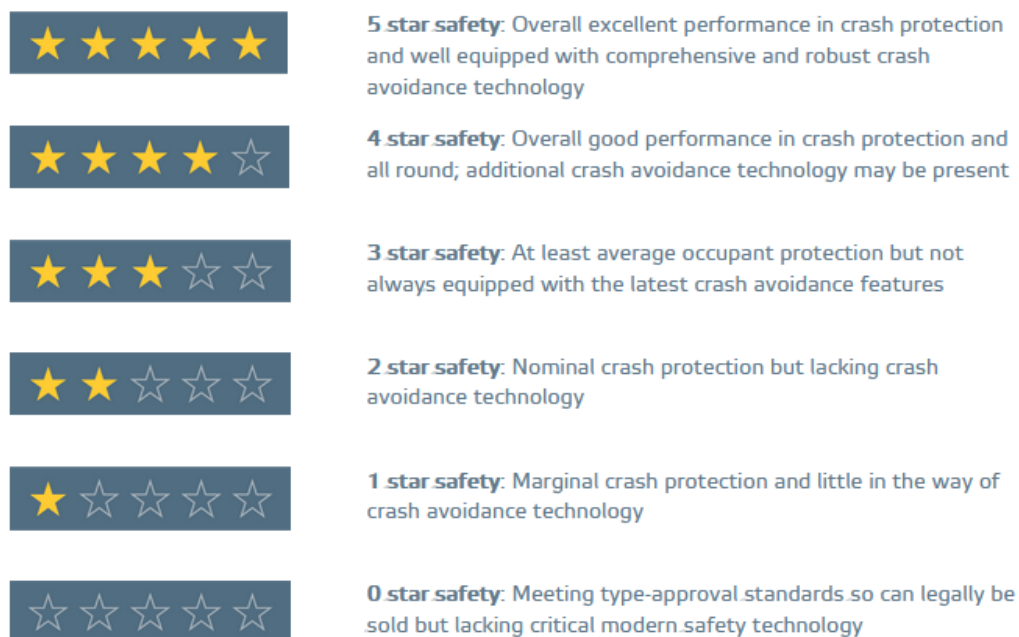 5 star safety: Overall excellent performance in crash protection
and well equipped with comprehensive and robust crash
avoidance technology
4 star safety: Overall good performance in crash protection and
all round; additional crash avoidance technology may be present
3 star safety: At least average occupant protection but not
always equipped with the latest crash avoidance features
2 star safety: Nominal crash protection but lacking crash
avoidance technology
1 star safety: Marginal crash protection and little in the way of
crash avoidance technology
0 star safety: Meeting type-approval standards so can legally be
sold but lacking critical modern safety technology